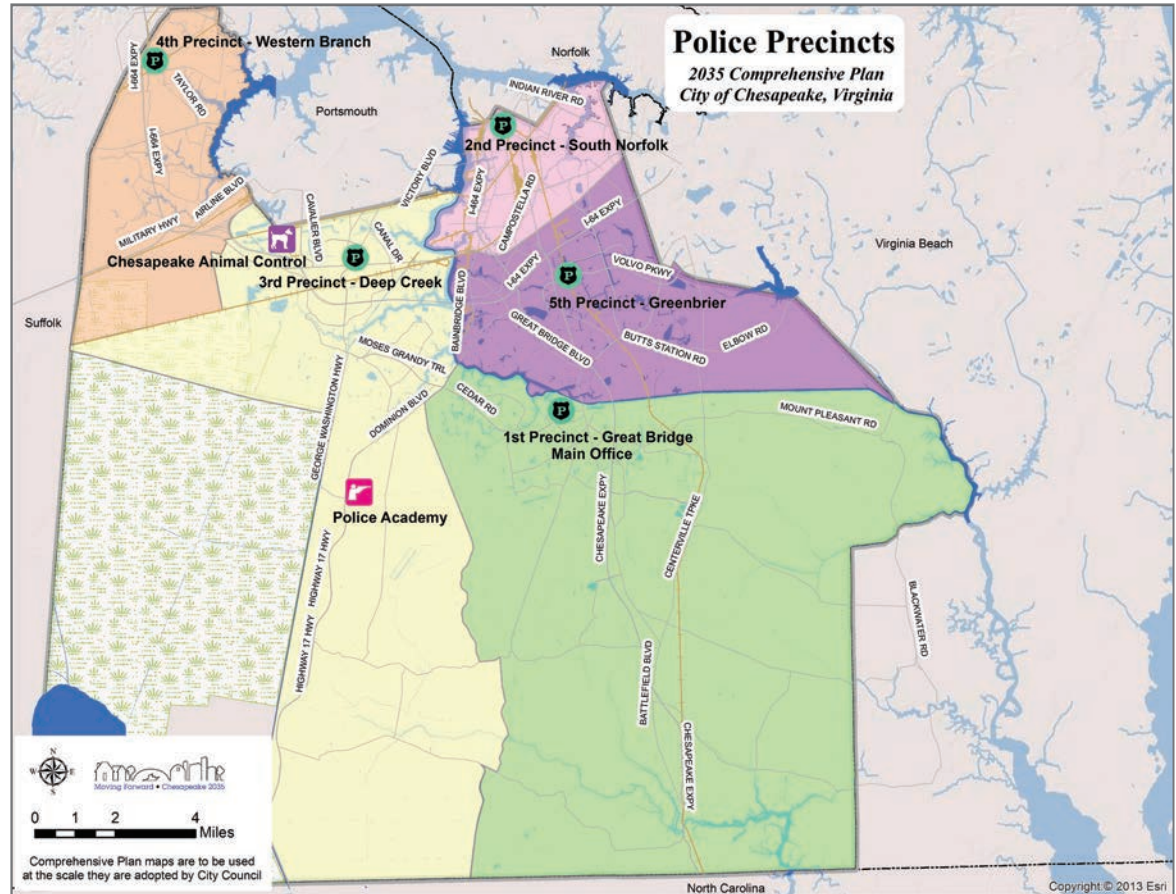 Police Precincts
2035 Comprehensive Plan
City of Chesapeake, Virginia
4th Precinct - Western Branch
P
I-664 EXPY
TAYLOR RD
I-664 EXPY
Portsmouth
Norfolk
INDIAN RIVER RD
P
2nd Precinct - South Norfolk
VICTORY BLVD
I-464 EXPY
CAMPOSTELLA RD
MILITARY HWY
AIRLINE BLVD
CAVALIER BLVD
CANAL DR
I-64 EXPY
Virginia Beach
Chesapeake Animal Control
P
3rd Precinct - Deep Creek
I-64 EXPY
VOLVO PKWY
P
5th Precinct - Greenbrier
Suffolk
BAINBRIDGE BLVD
GREAT BRIDGE BLVD
BUTTS STATION RD
ELBOW RD
MOSES GRANDY TRL
GEORGE WASHINGTON HWY
DOMINION BLVD
CEDAR RD
P
MOUNT PLEASANT RD
1st Precinct - Great Bridge
Main Office
Police Academy
CHESAPEAKE EXPY
CENTERVILLE TPKE
HIGHWAY 17 HWY
HIGHWAY 17 HWY
BLACKWATER RD
BATTLEFIELD BLVD
CHESAPEAKE EXPY
N
W E
S
Moving Forward • Chesapeake 2035
0 1 2 4
Miles
Comprehensive Plan maps are to be used
at the scale they are adopted by City Council
North Carolina
Copyright:© 2013 Esri